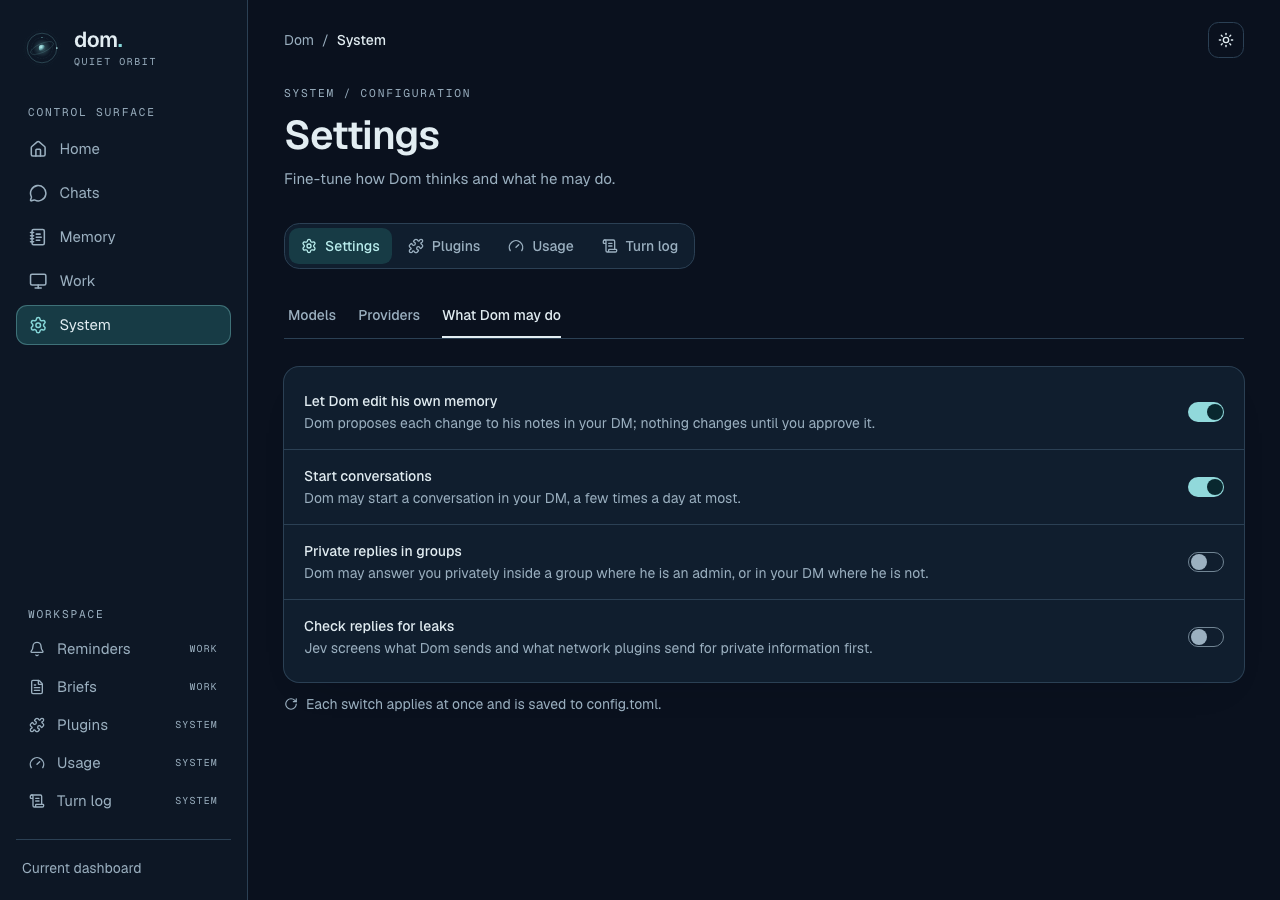 dom.
QUIET ORBIT
CONTROL SURFACE
Home
Chats
Memory
Work
System
WORKSPACE
Reminders WORK
Briefs WORK
Plugins SYSTEM
Usage SYSTEM
Turn log SYSTEM
Current dashboard
Dom / System
SYSTEM / CONFIGURATION
Settings
Fine-tune how Dom thinks and what he may do.
Settings Plugins Usage Turn log
Models Providers What Dom may do
Let Dom edit his own memory
Dom proposes each change to his notes in your DM; nothing changes until you approve it.
Start conversations
Dom may start a conversation in your DM, a few times a day at most.
Private replies in groups
Dom may answer you privately inside a group where he is an admin, or in your DM where he is not.
Check replies for leaks
Jev screens what Dom sends and what network plugins send for private information first.
Each switch applies at once and is saved to config.toml.